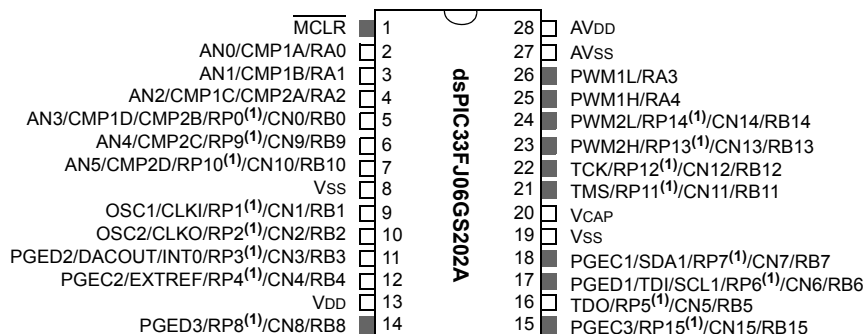 MCLR 1 28 AVDD
AN0/CMP1A/RA0 2 27 AVSS
AN1/CMP1B/RA1 3 26 PWM1L/RA3
AN2/CMP1C/CMP2A/RA2 4 25 PWM1H/RA4
AN3/CMP1D/CMP2B/RP0(1)/CN0/RB0 5 24 PWM2L/RP14(1)/CN14/RB14
AN4/CMP2C/RP9(1)/CN9/RB9 6 23 PWM2H/RP13(1)/CN13/RB13
AN5/CMP2D/RP10(1)/CN10/RB10 7 22 TCK/RP12(1)/CN12/RB12
VSS 8 21 TMS/RP11(1)/CN11/RB11
OSC1/CLKI/RP1(1)/CN1/RB1 9 20 VCAP
OSC2/CLKO/RP2(1)/CN2/RB2 10 19 VSS
PGED2/DACOUT/INT0/RP3(1)/CN3/RB3 11 18 PGEC1/SDA1/RP7(1)/CN7/RB7
PGEC2/EXTREF/RP4(1)/CN4/RB4 12 17 PGED1/TDI/SCL1/RP6(1)/CN6/RB6
VDD 13 16 TDO/RP5(1)/CN5/RB5
PGED3/RP8(1)/CN8/RB8 14 15 PGEC3/RP15(1)/CN15/RB15
dsPIC33FJ06GS202A